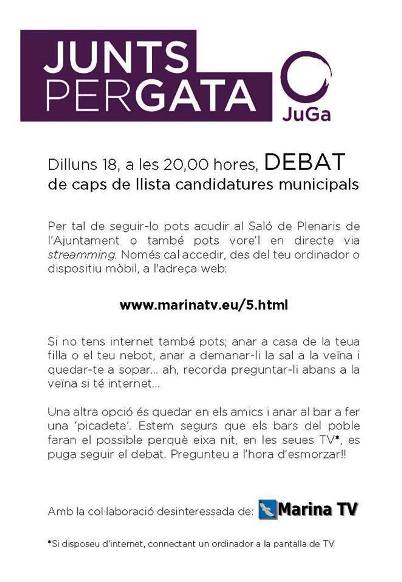 JUNTS
PERGATA
JuGa
Dilluns 18, a les 20,00 hores, DEBAT
de caps de llista candidatures municipals
Per tal de seguir-lo pots acudir al Saló de Plenaris de
l'Ajuntament o també pots vore'l en directe via
streamming. Només cal accedir, des del teu ordinador o
dispositiu mòbil, a l'adreça web:
www.marinatv.eu/5.html
Si no tens internet també pots; anar a casa de la teua
filla o el teu nebot, anar a demanar-li la sal a la veïna i
quedar-te a sopar... ah, recorda preguntar-li abans a la
veïna si té internet...
Una altra opció és quedar en els amics i anar al bar a fer
una 'picadeta'. Estem segurs que els bars del poble
faran el possible perquè eixa nit, en les seues TV*, es
puga seguir el debat. Pregunteu a l'hora d'esmorzar!!
Amb la col·laboració desinteressada de: Marina TV
*Si disposeu d'internet, connectant un ordinador a la pantalla de TV